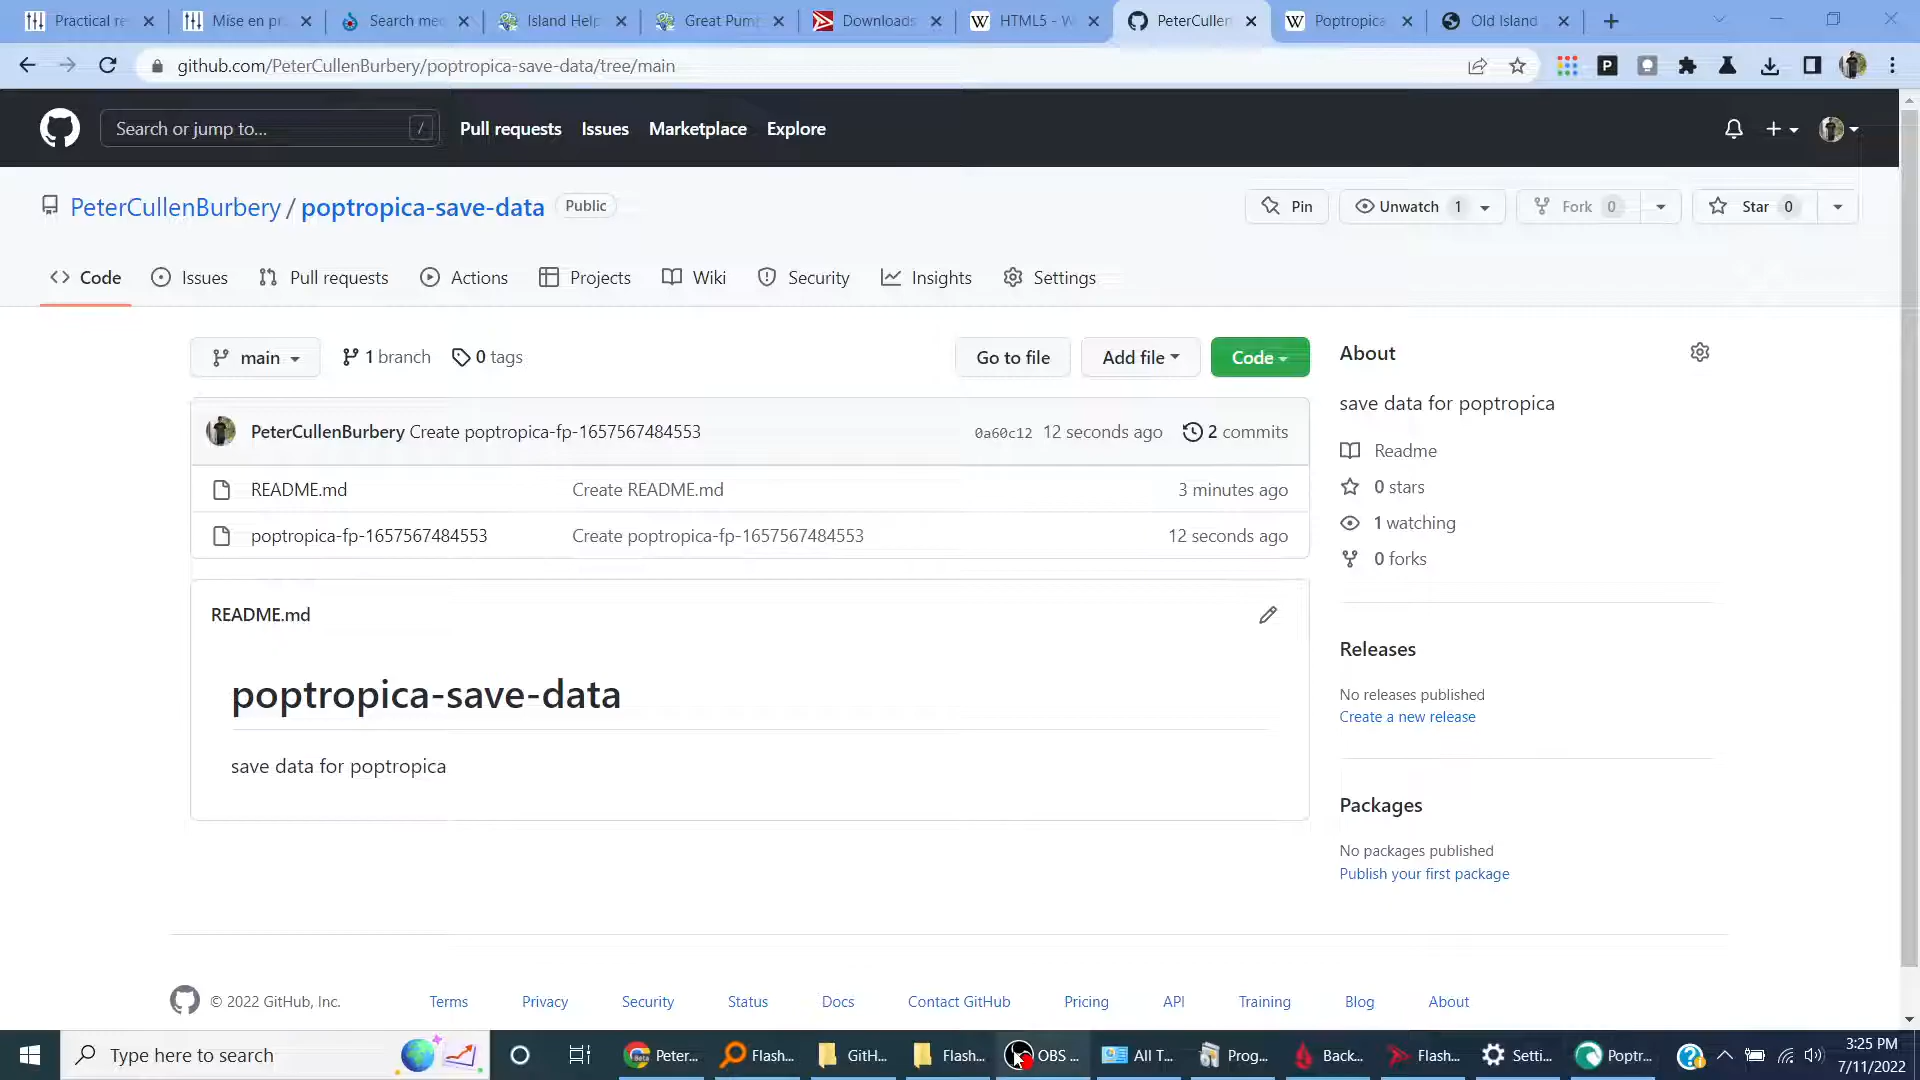 Practical re
Mise en pr
Search med
Island Help
Great Pump
Downloads
HTML5 - W
PeterCullen
Poptropica
Old Island
github.com/PeterCullenBurbery/poptropica-save-data/tree/main
Search or jump to...
/
Pull requests
Issues
Marketplace
Explore
PeterCullenBurbery / poptropica-save-data
Public
Pin
Unwatch 1
Fork 0
Star 0
Code
Issues
Pull requests
Actions
Projects
Wiki
Security
Insights
Settings
main
1 branch
0 tags
Go to file
Add file
Code
About
save data for poptropica
Readme
0 stars
1 watching
0 forks
PeterCullenBurbery Create poptropica-fp-1657567484553
0a60c12 12 seconds ago
2 commits
README.md
Create README.md
3 minutes ago
poptropica-fp-1657567484553
Create poptropica-fp-1657567484553
12 seconds ago
README.md
poptropica-save-data
save data for poptropica
Releases
No releases published
Create a new release
Packages
No packages published
Publish your first package
© 2022 GitHub, Inc.
Terms
Privacy
Security
Status
Docs
Contact GitHub
Pricing
API
Training
Blog
About
Type here to search
Peter...
Flash...
GitH...
Flash...
OBS ...
All T...
Prog...
Back...
Flash...
Setti...
Poptr...
3:25 PM
7/11/2022